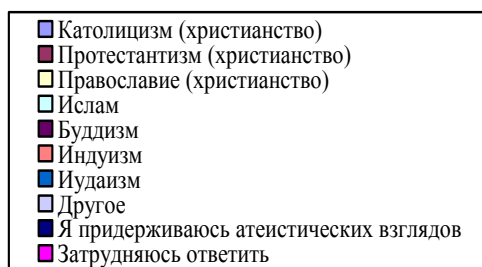 Католицизм (христианство)
Протестантизм (христианство)
Православие (христианство)
Ислам
Буддизм
Индуизм
Иудаизм
Другое
Я придерживаюсь атеистических взглядов
Затрудняюсь ответить